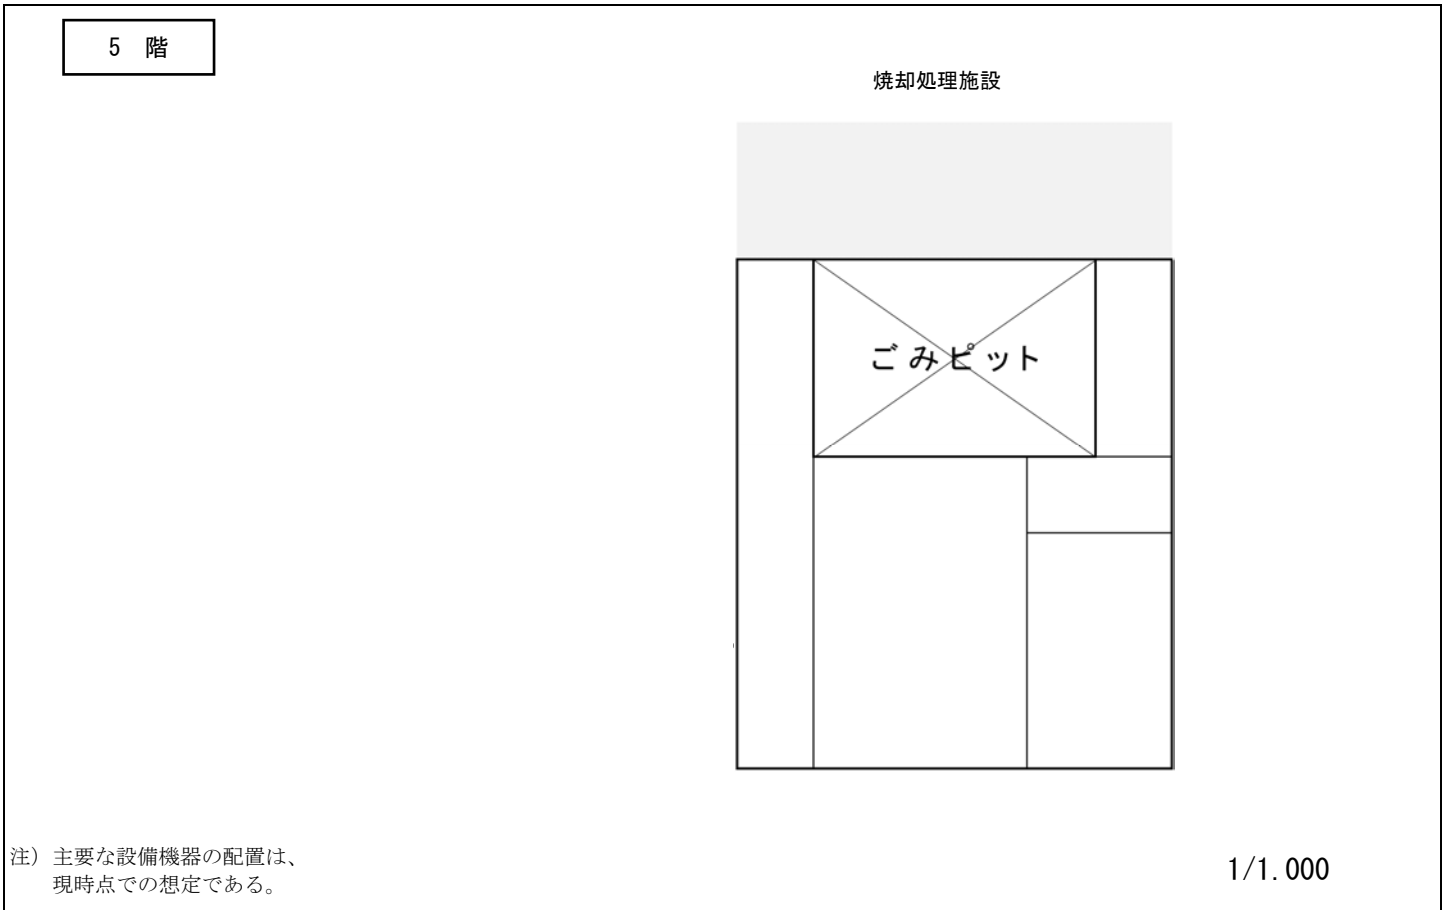 5 階
焼却処理施設
ごみピット
注）主要な設備機器の配置は、
現時点での想定である。
1/1.000